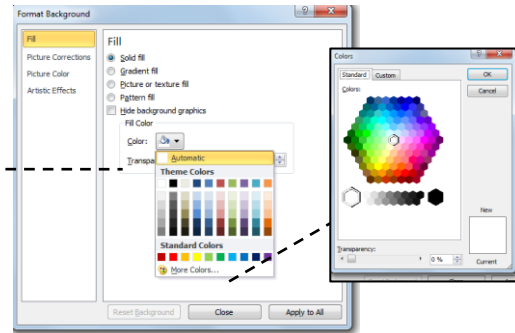 Format Background
Fill
Picture Corrections
Picture Color
Artistic Effects
Fill
Solid fill
Gradient fill
Picture or texture fill
Pattern fill
Hide background graphics
Fill Color
Color:
Transpa
Automatic
Theme Colors
Standard Colors
More Colors...
Reset Background
Close
Apply to All
Colors
Standard
Custom
OK
Cancel
Colors:
New
Transparency:
0 %
Current